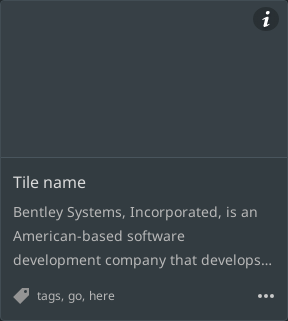 i
Tile name
Bentley Systems, Incorporated, is an
American-based software
development company that develops...
tags, go, here